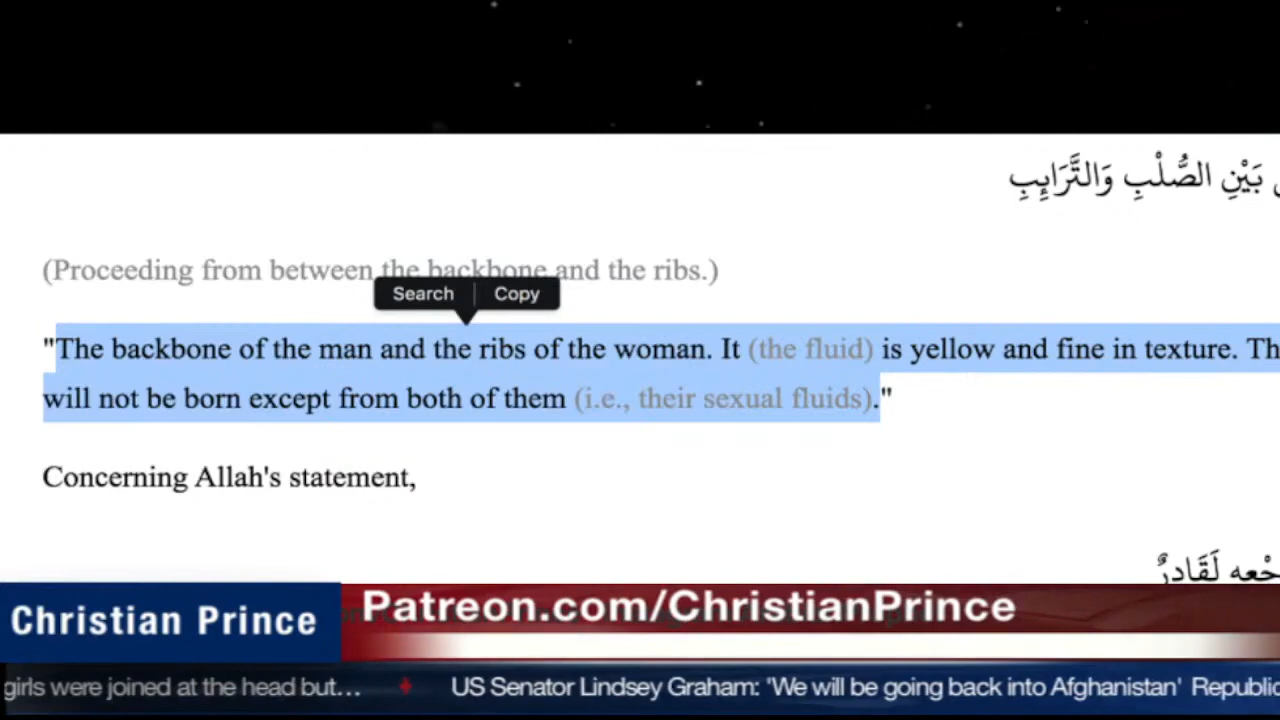 بَيْنِ الصُّلْبِ وَالتَّرَايِبِ
(Proceeding from between the backbone and the ribs.)
Search
Copy
"The backbone of the man and the ribs of the woman. It (the fluid) is yellow and fine in texture. Th
will not be born except from both of them (i.e., their sexual fluids)."
Concerning Allah's statement,
لَقَادِرٌ
Christian Prince
Patreon.com/ChristianPrince
girls were joined at the head but... US Senator Lindsey Graham: 'We will be going back into Afghanistan' Republic